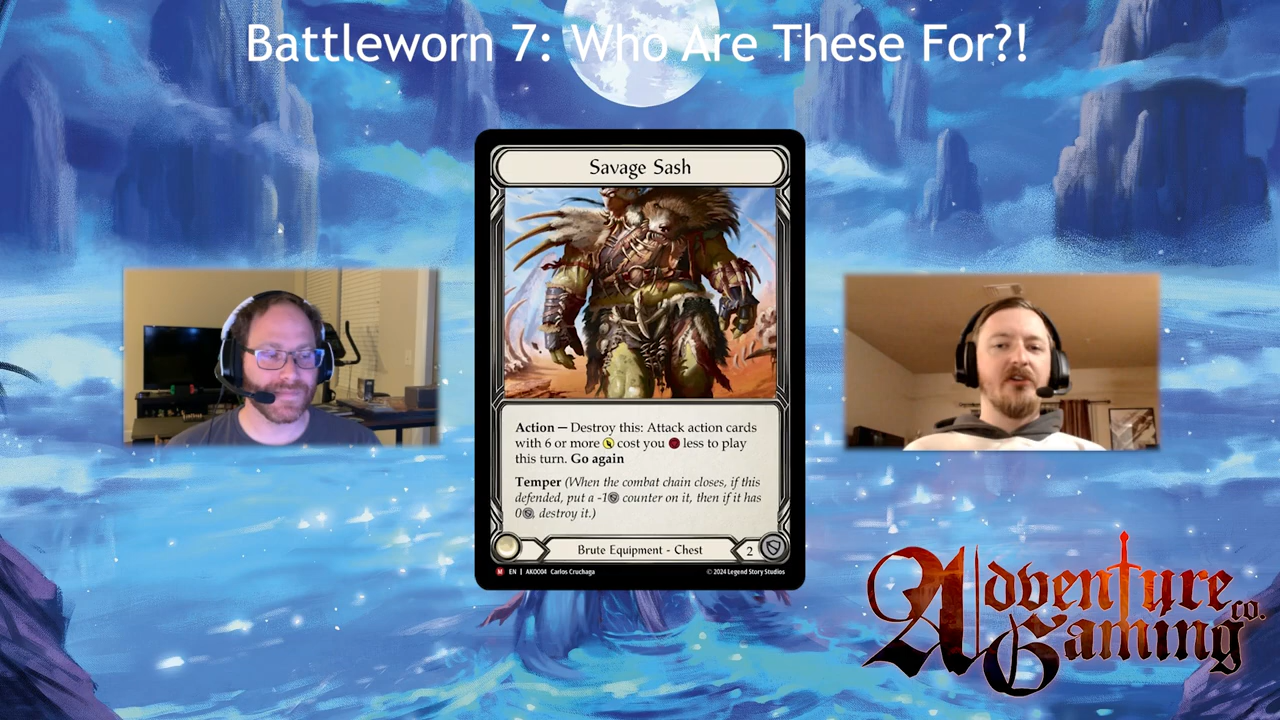 Battleworn 7: Who Are These For?!
Savage Sash
Action — Destroy this: Attack action cards
with 6 or more cost you less to play
this turn. Go again
Temper (When the combat chain closes, if this
defended, put a -1 counter on it, then if it has
0, destroy it.)
Brute Equipment - Chest
2
M EN | AKO004 Carlos Cruchaga
© 2024 Legend Story Studios
Adventure
co.
Gaming